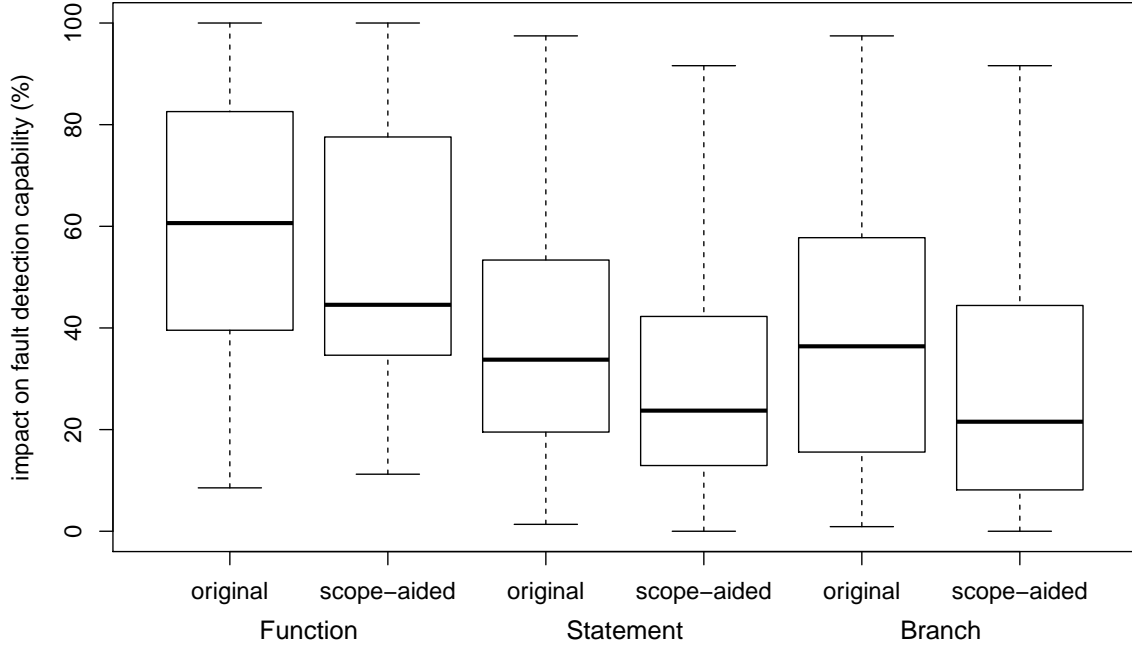 impact on fault detection capability (%)
100
80
60
40
20
0
original scope−aided original scope−aided original scope−aided
Function Statement Branch